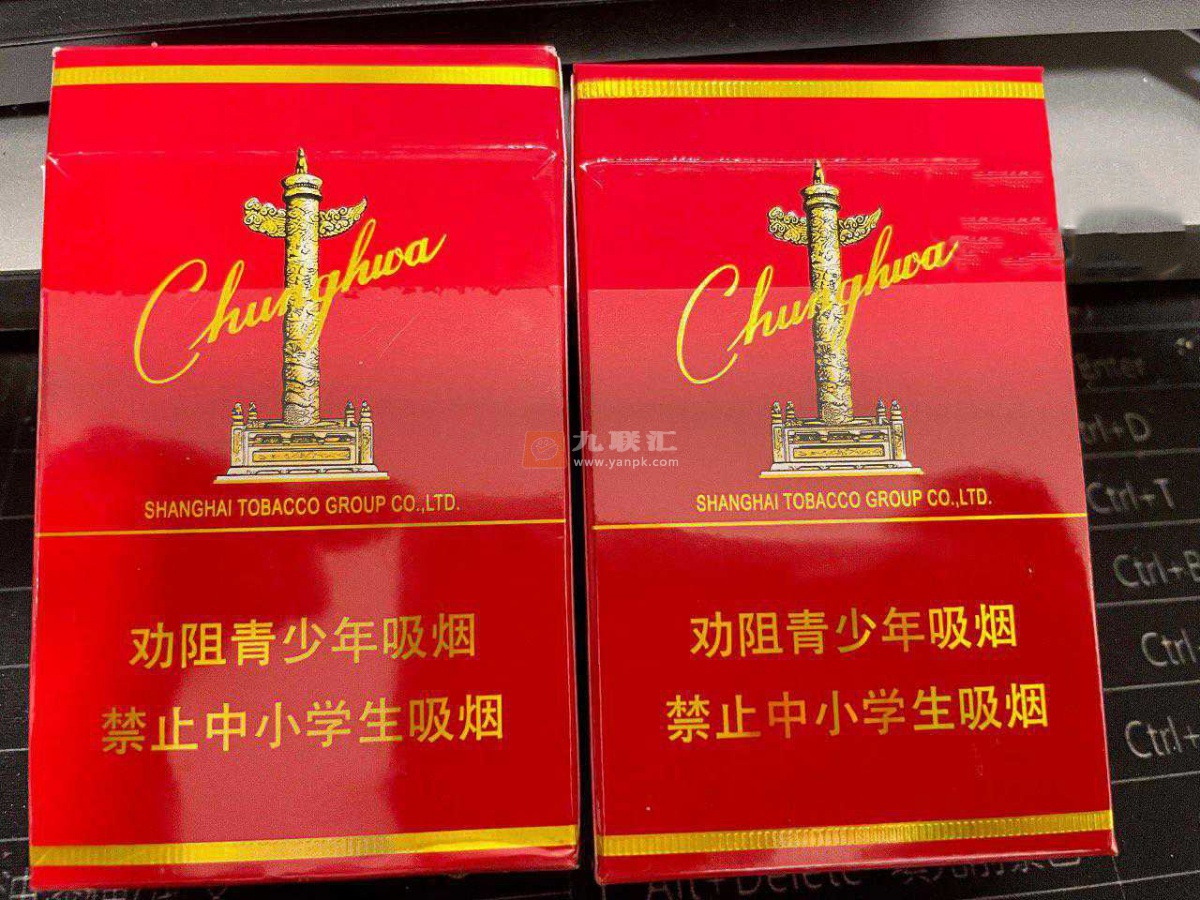 Chunghwa
SHANGHAI TOBACCO GROUP CO.,LTD.
劝阻青少年吸烟
禁止中小学生吸烟
Chunghwa
SHANGHAI TOBACCO GROUP CO.,LTD.
劝阻青少年吸烟
禁止中小学生吸烟
九联汇
www.yanpk.com
Enter
Ctrl+D
Ctrl+T
Ctrl+B
Ctrl+
Ctrl+
Alt+Delete